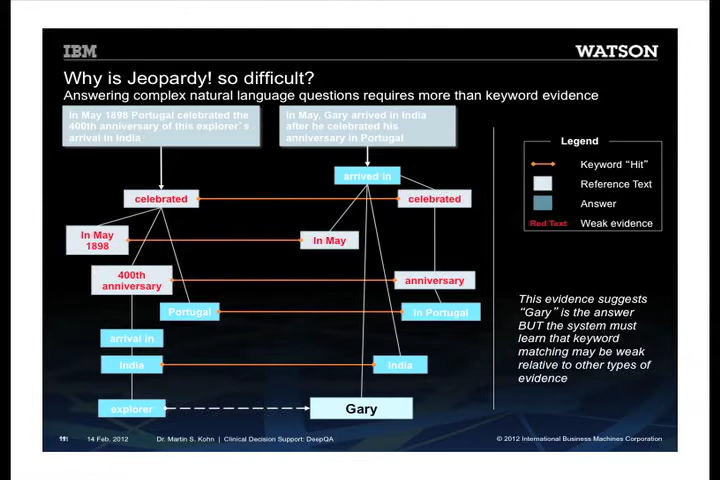 IBM
WATSON
Why is Jeopardy! so difficult?
Answering complex natural language questions requires more than keyword evidence
In May 1898 Portugal celebrated the
400th anniversary of this explorer's
arrival in India
In May, Gary arrived in India
after he celebrated his
anniversary in Portugal
Legend
Keyword "Hit"
Reference Text
Answer
Red Text
Weak evidence
arrived in
celebrated
celebrated
In May
1898
In May
400th
anniversary
anniversary
Portugal
In Portugal
arrival in
India
India
explorer
Gary
This evidence suggests
"Gary" is the answer
BUT the system must
learn that keyword
matching may be weak
relative to other types of
evidence
14 Feb. 2012
Dr. Martin S. Kohn | Clinical Decision Support: DeepQA
© 2012 International Business Machines Corporation